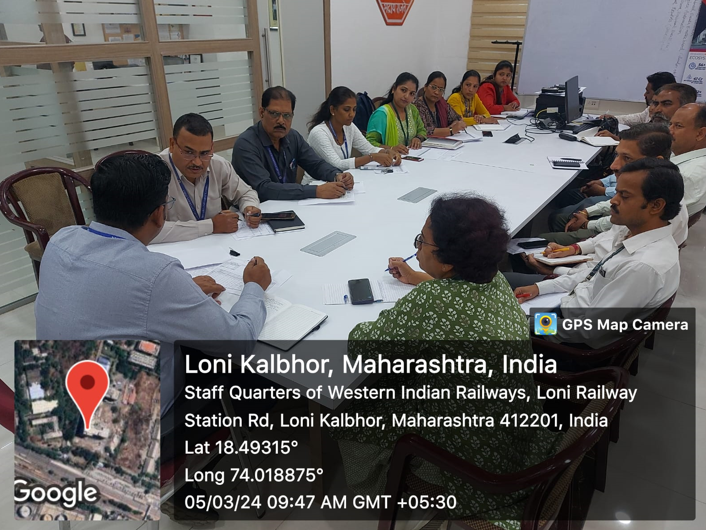 GPS Map Camera
Loni Kalbhor, Maharashtra, India
Staff Quarters of Western Indian Railways, Loni Railway
Station Rd, Loni Kalbhor, Maharashtra 412201, India
Lat 18.49315°
Long 74.018875°
05/03/24 09:47 AM GMT +05:30
Google